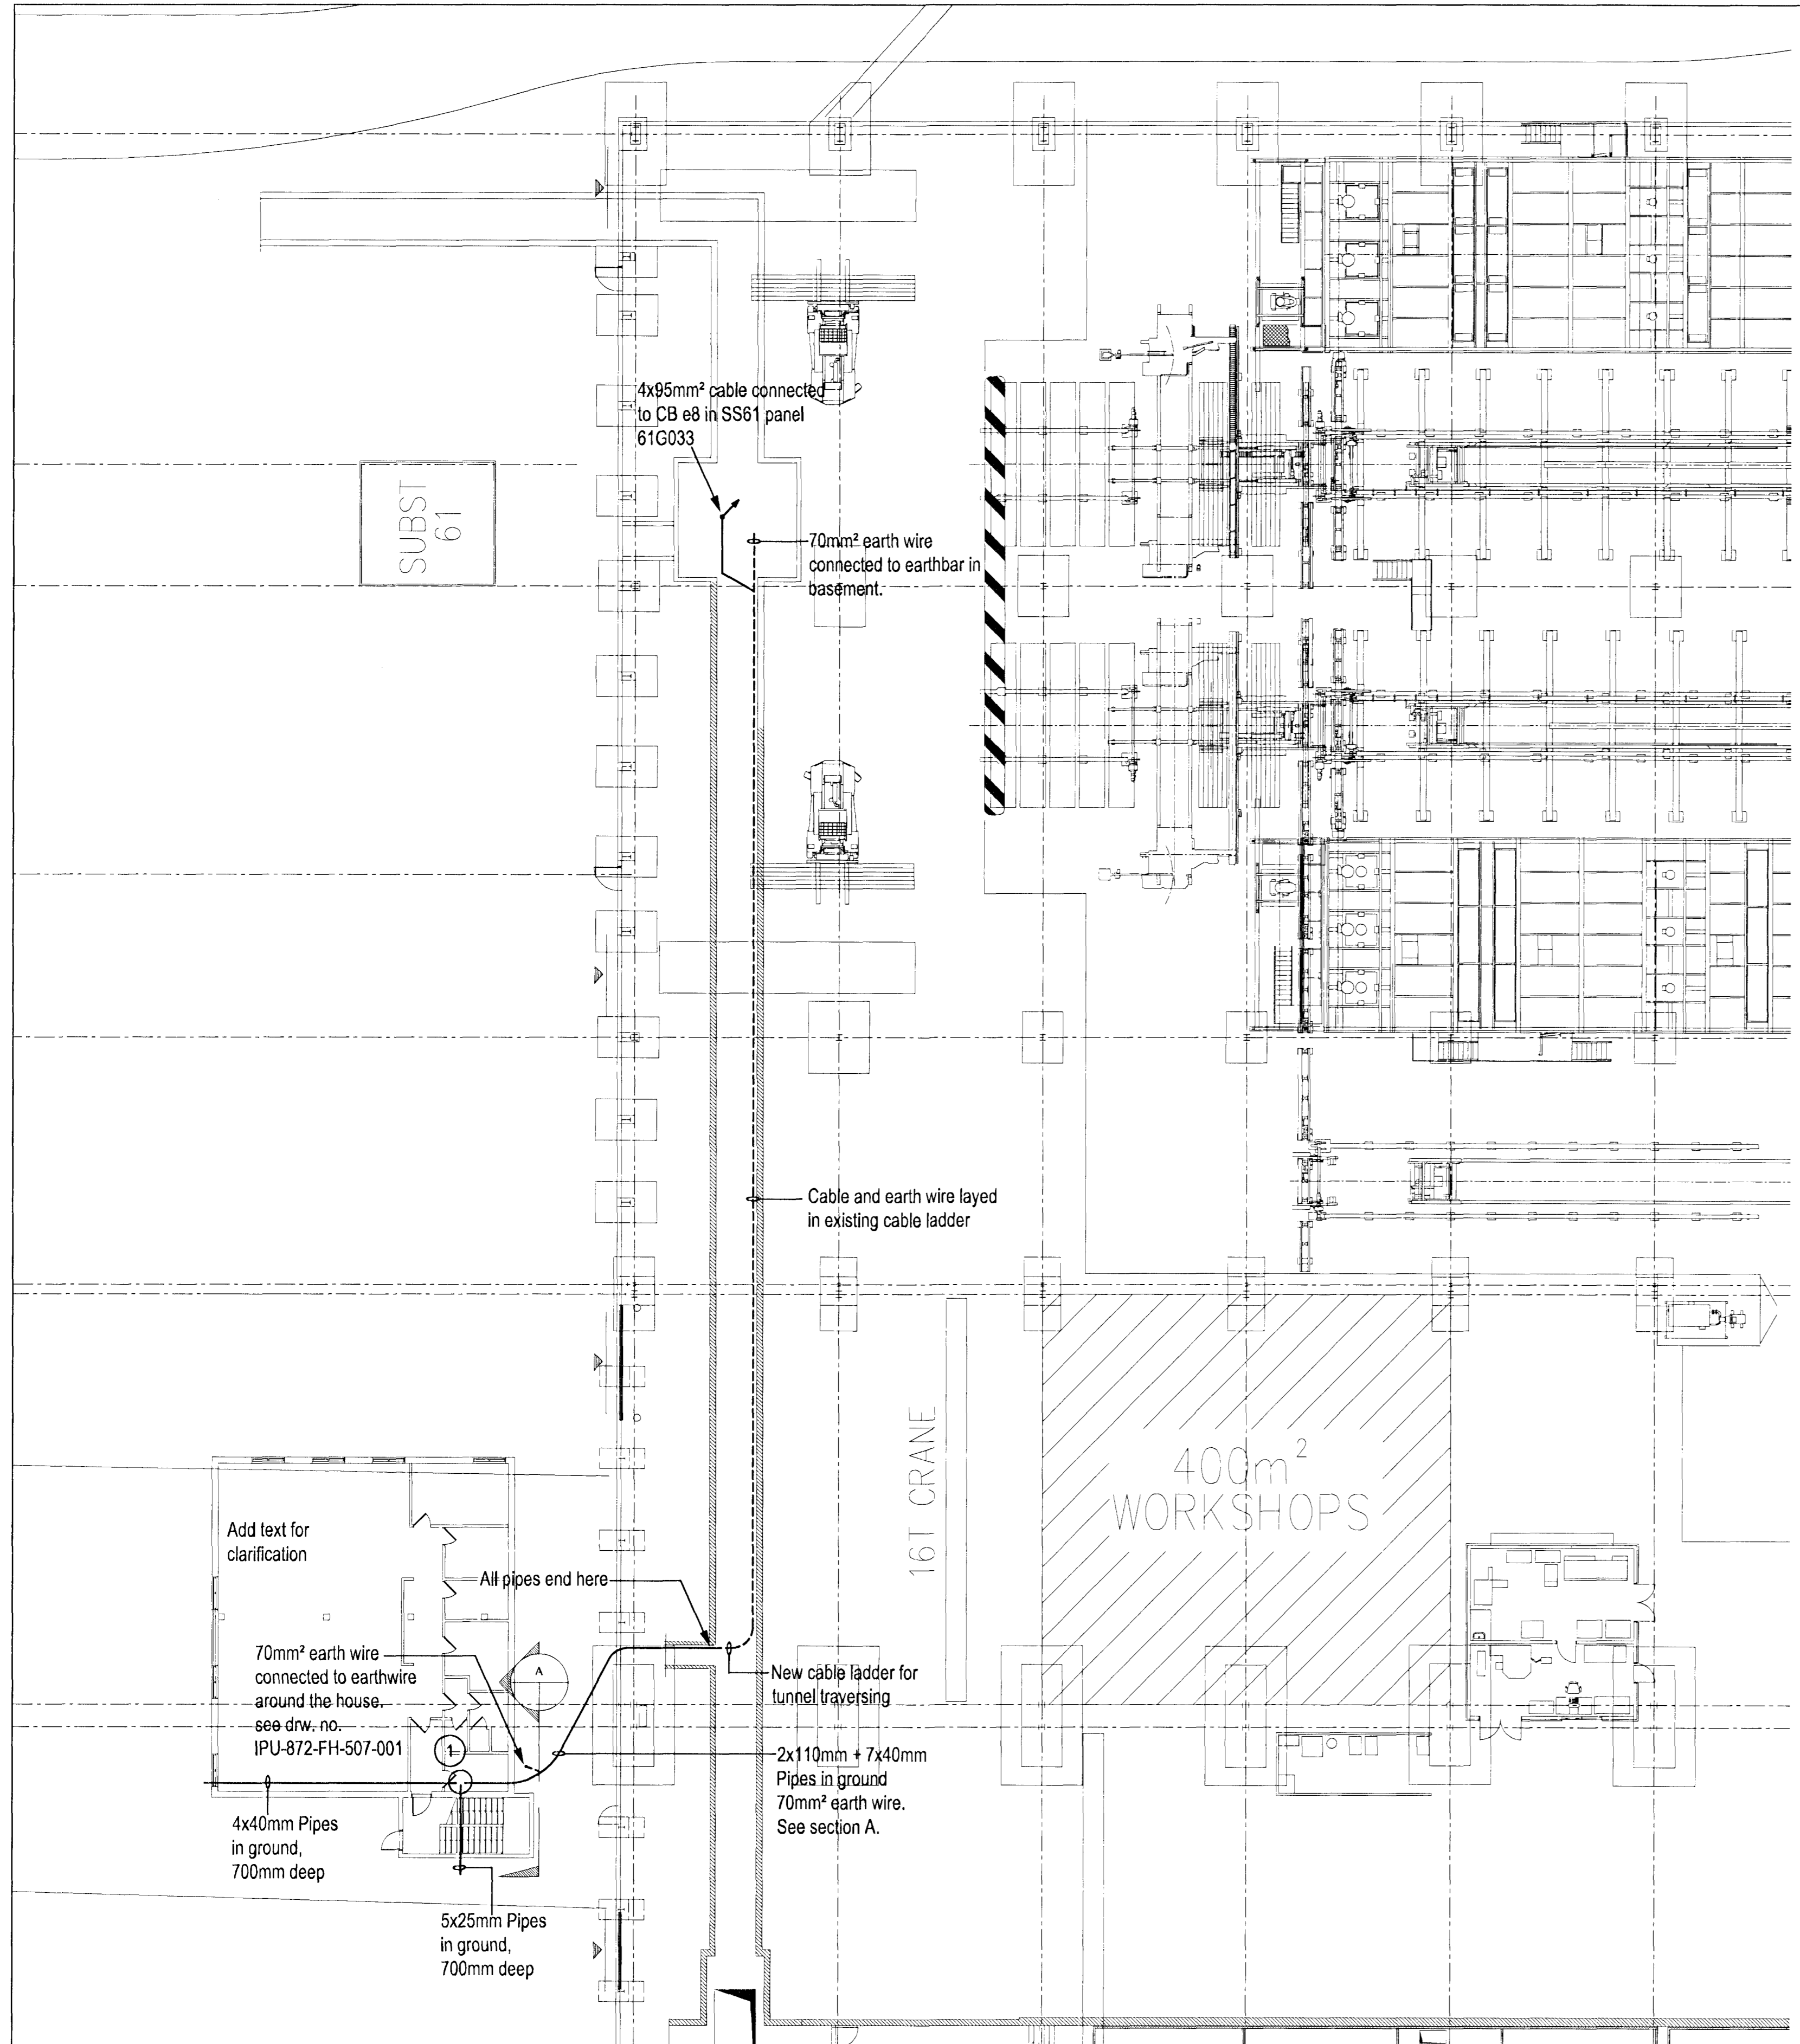 4x95mm² cable connected
to CB e8 in SS61 panel
61G033
SUBST
61
70mm² earth wire
connected to earthbar in
basement.
Cable and earth wire layed
in existing cable ladder
16T CRANE
400m²
WORKSHOPS
Add text for
clarification
All pipes end here
70mm² earth wire
connected to earthwire
around the house.
see drw. no.
IPU-872-FH-507-001
A
1
New cable ladder for
tunnel traversing
2x110mm + 7x40mm
Pipes in ground
70mm² earth wire.
See section A.
4x40mm Pipes
in ground,
700mm deep
5x25mm Pipes
in ground,
700mm deep